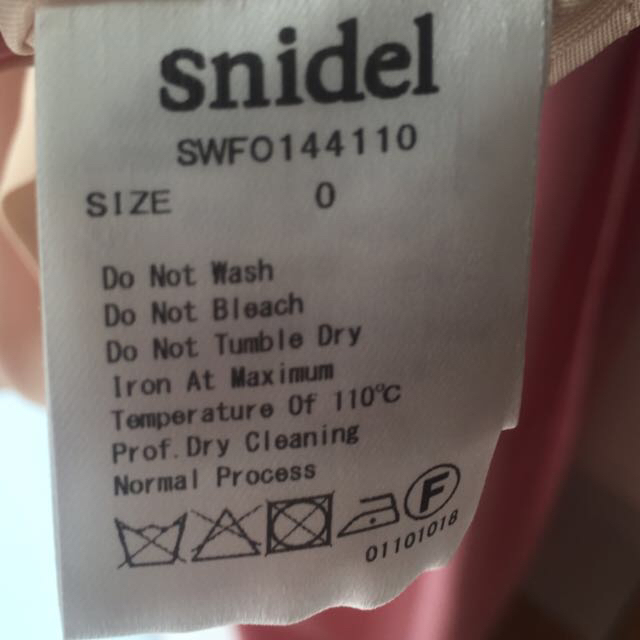 snidel
SWFO144110
SIZE 0
Do Not Wash
Do Not Bleach
Do Not Tumble Dry
Iron At Maximum
Temperature Of 110℃
Prof.Dry Cleaning
Normal Process
F
01101018